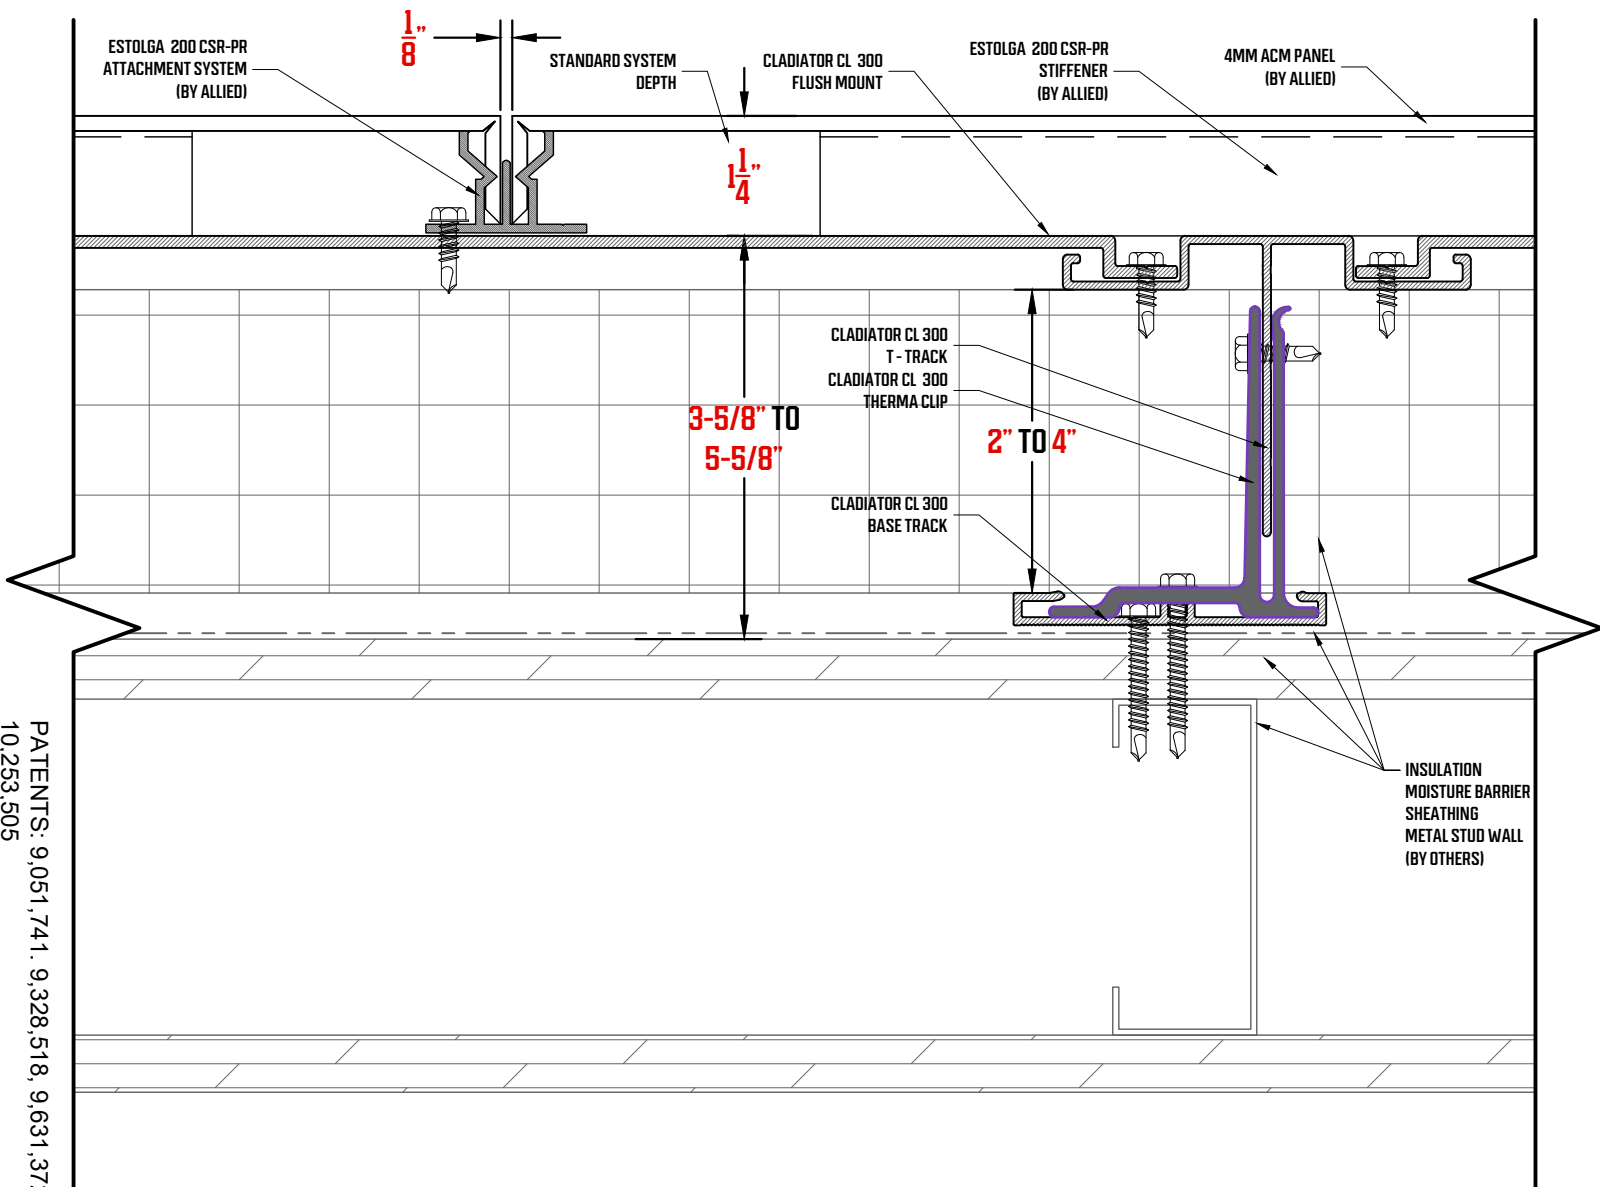 ESTOLGA 200 CSR-PR
ATTACHMENT SYSTEM
(BY ALLIED)
1/8"
STANDARD SYSTEM
DEPTH
CLADIATOR CL 300
FLUSH MOUNT
ESTOLGA 200 CSR-PR
STIFFENER
(BY ALLIED)
4MM ACM PANEL
(BY ALLIED)
1 1/4"
CLADIATOR CL 300
T - TRACK
CLADIATOR CL 300
THERMA CLIP
3-5/8" TO
5-5/8"
2" TO 4"
CLADIATOR CL 300
BASE TRACK
INSULATION
MOISTURE BARRIER
SHEATHING
METAL STUD WALL
(BY OTHERS)
PATENTS: 9,051,741. 9,328,518, 9,631,37
10,253,505